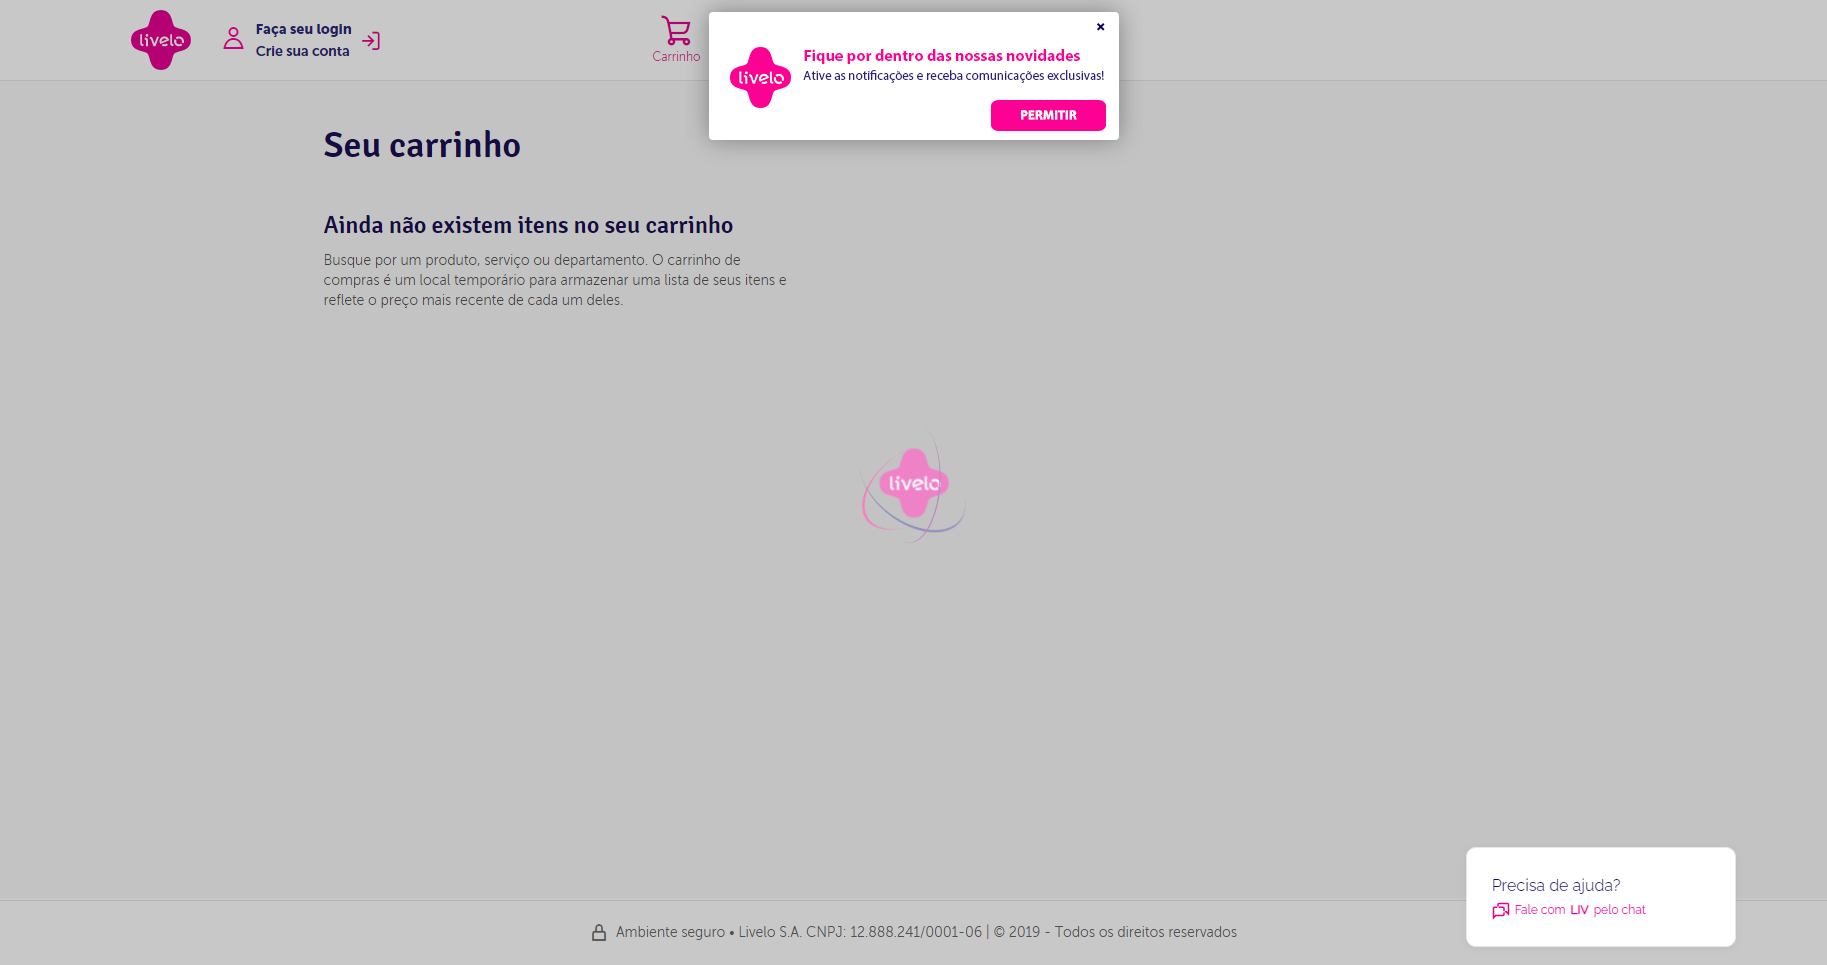 livelo
Faça seu login
Crie sua conta
Carrinho
×
livelo
Fique por dentro das nossas novidades
Ative as notificações e receba comunicações exclusivas!
PERMITIR
Seu carrinho
Ainda não existem itens no seu carrinho
Busque por um produto, serviço ou departamento. O carrinho de
compras é um local temporário para armazenar uma lista de seus itens e
reflete o preço mais recente de cada um deles.
livelo
Precisa de ajuda?
Fale com LIV pelo chat
Ambiente seguro • Livelo S.A. CNPJ: 12.888.241/0001-06 | © 2019 - Todos os direitos reservados